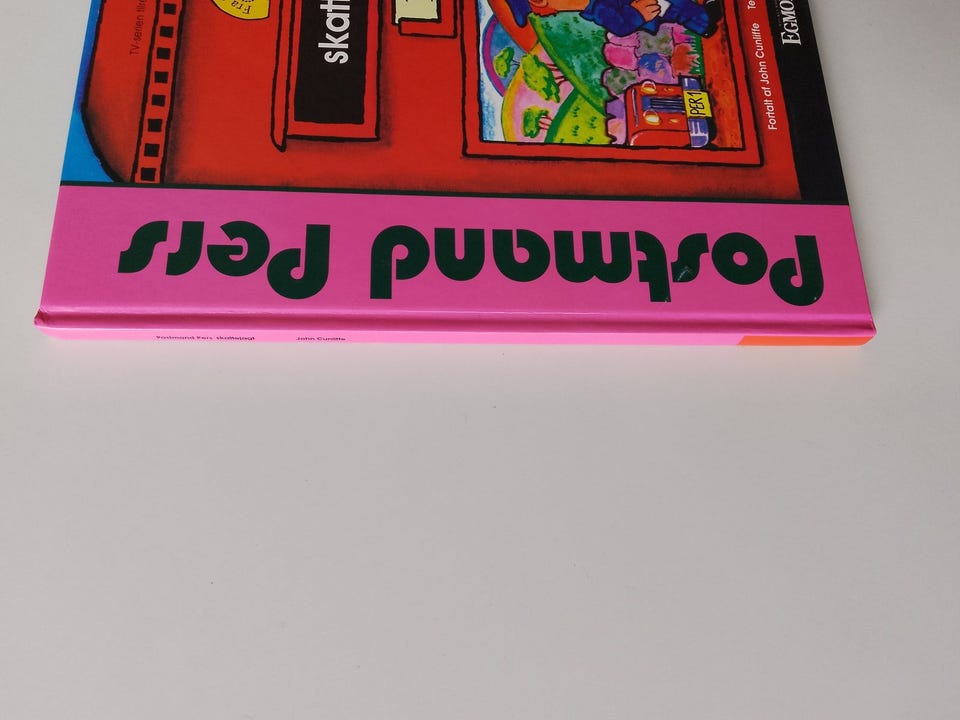 Postmand Pers
skatt
TV-serien
Fra
PER 1
Fortalt af John Cunliffe
EGMO
Postmand Pers skattejagt
John Cunliffe